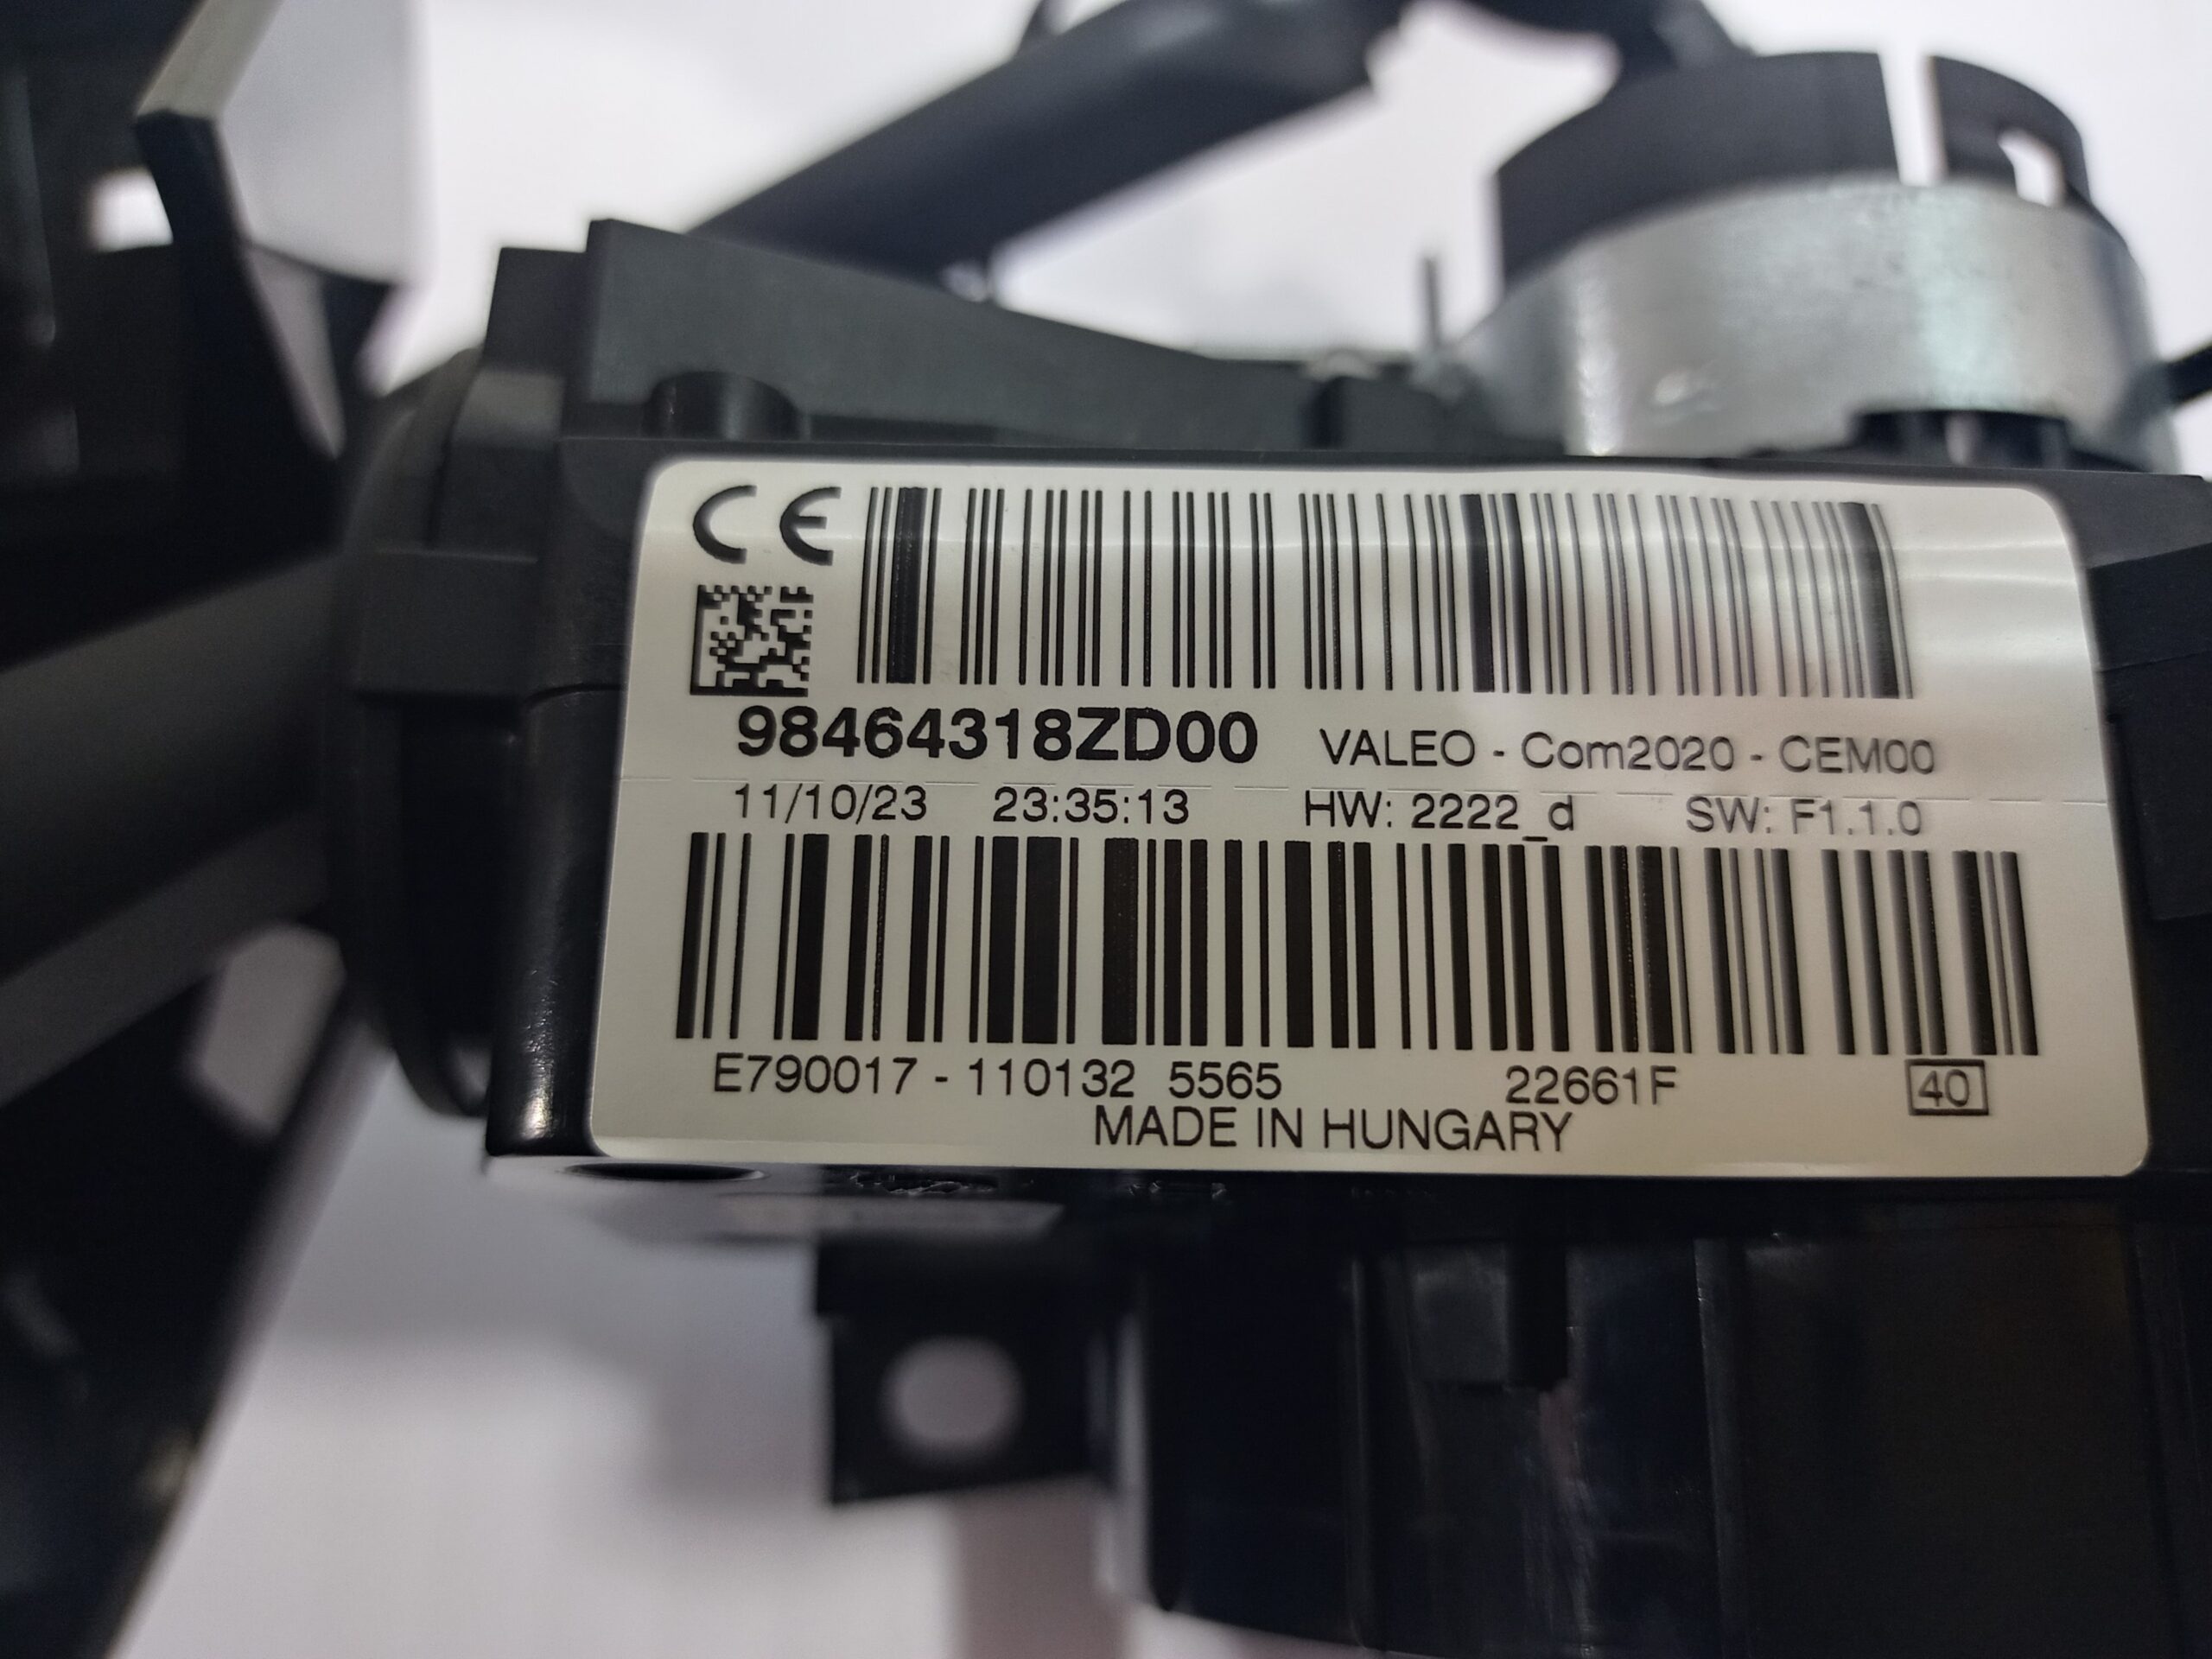 CE
98464318ZD00 VALEO - Com2020 - CEM00
11/10/23 23:35:13 HW: 2222_d SW: F1.1.0
E790017 - 110132 5565 22661F 40
MADE IN HUNGARY